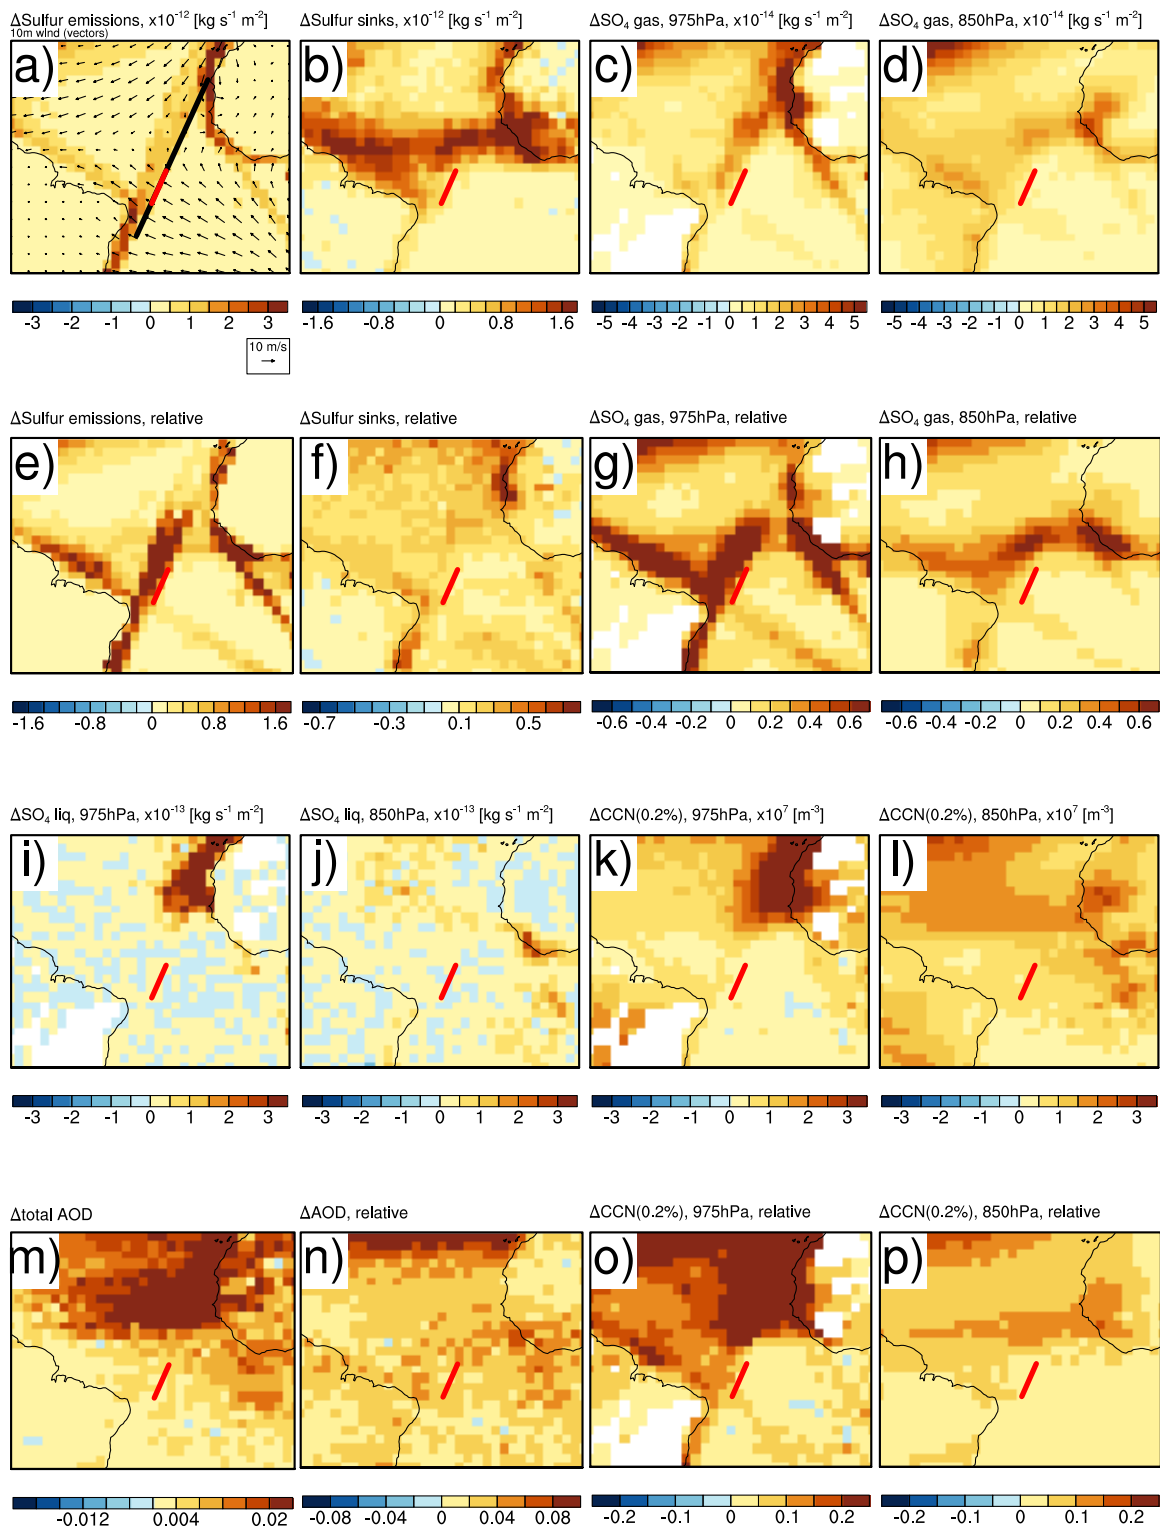 ΔSulfur emissions, x10⁻¹² [kg s⁻¹ m⁻²]
10m wind (vectors)
ΔSulfur sinks, x10⁻¹² [kg s⁻¹ m⁻²]
ΔSO₄ gas, 975hPa, x10⁻¹⁴ [kg s⁻¹ m⁻²]
ΔSO₄ gas, 850hPa, x10⁻¹⁴ [kg s⁻¹ m⁻²]
a)
b)
c)
d)
-3 -2 -1 0 1 2 3
-1.6 -0.8 0 0.8 1.6
-5 -4 -3 -2 -1 0 1 2 3 4 5
-5 -4 -3 -2 -1 0 1 2 3 4 5
10 m/s
ΔSulfur emissions, relative
ΔSulfur sinks, relative
ΔSO₄ gas, 975hPa, relative
ΔSO₄ gas, 850hPa, relative
e)
f)
g)
h)
-1.6 -0.8 0 0.8 1.6
-0.7 -0.3 0.1 0.5
-0.6 -0.4 -0.2 0 0.2 0.4 0.6
-0.6 -0.4 -0.2 0 0.2 0.4 0.6
ΔSO₄ liq, 975hPa, x10⁻¹³ [kg s⁻¹ m⁻²]
ΔSO₄ liq, 850hPa, x10⁻¹³ [kg s⁻¹ m⁻²]
ΔCCN(0.2%), 975hPa, x10⁷ [m⁻³]
ΔCCN(0.2%), 850hPa, x10⁷ [m⁻³]
i)
j)
k)
l)
-3 -2 -1 0 1 2 3
-3 -2 -1 0 1 2 3
-3 -2 -1 0 1 2 3
-3 -2 -1 0 1 2 3
Δtotal AOD
ΔAOD, relative
ΔCCN(0.2%), 975hPa, relative
ΔCCN(0.2%), 850hPa, relative
m)
n)
o)
p)
-0.012 0.004 0.02
-0.08 -0.04 0 0.04 0.08
-0.2 -0.1 0 0.1 0.2
-0.2 -0.1 0 0.1 0.2